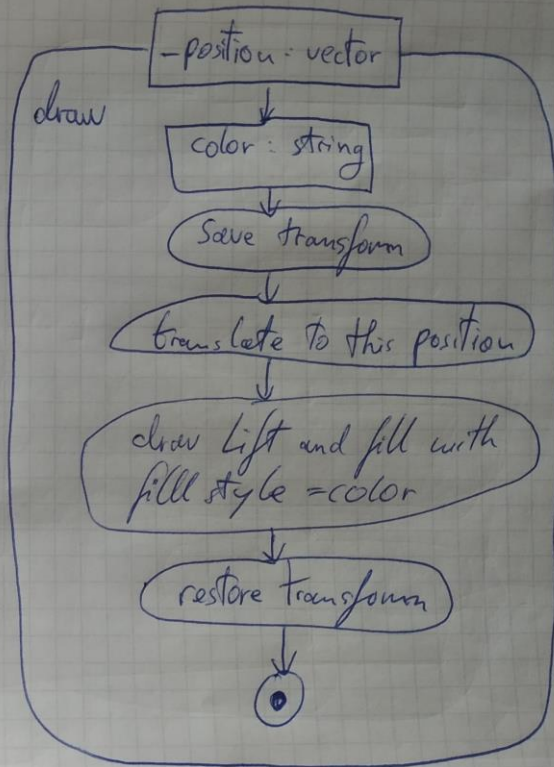 -position : vector
draw
color : string
Save transform
translate to this position
draw Lift and fill with
filll style = color
restore transform